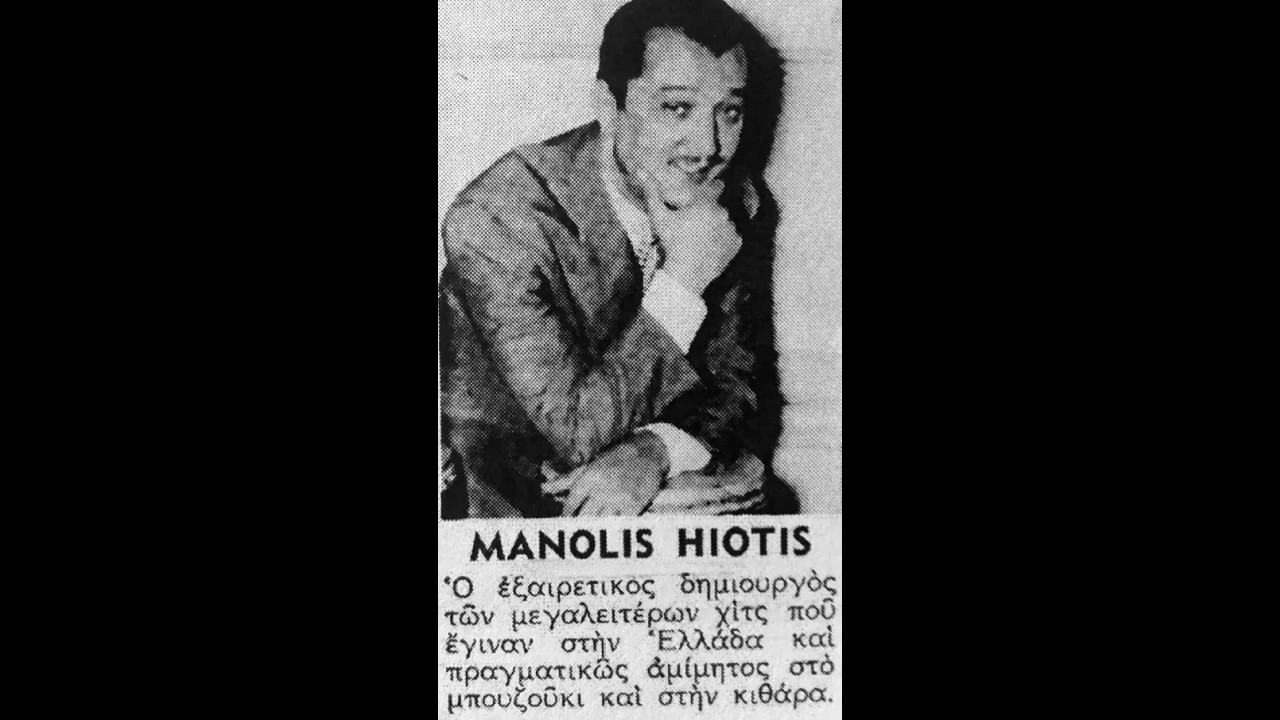 MANOLIS HIOTIS
Ὁ ἐξαιρετικὸς δημιουργὸς
τῶν μεγαλειτέρων χὶτς ποῦ
ἔγιναν στὴν Ἑλλάδα καὶ
πραγματικῶς ἀμίμητος στὸ
μπουζοῦκι καὶ στὴν κιθάρα.